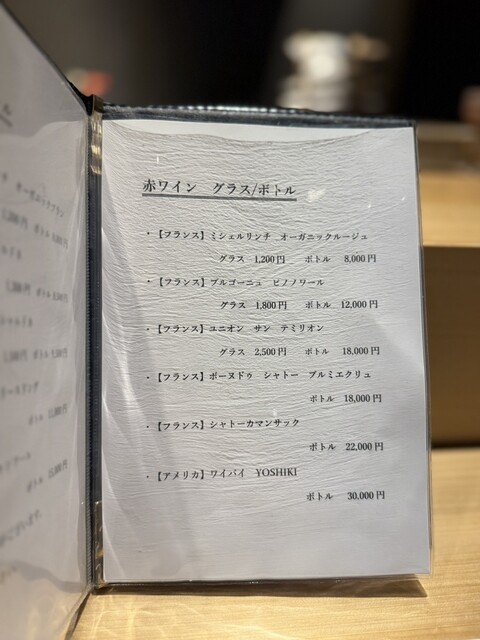 赤ワイン　グラス/ボトル
・【フランス】ミシェルリンチ　オーガニックルージュ
グラス　1,200円　ボトル　8,000円
・【フランス】ブルゴーニュ　ピノノワール
グラス　1,800円　ボトル　12,000円
・【フランス】ユニオン　サン　テミリオン
グラス　2,500円　ボトル　18,000円
・【フランス】ボーヌドゥ　シャトー　プルミエクリュ
ボトル　18,000円
・【フランス】シャトーカマンサック
ボトル　22,000円
・【アメリカ】ワイバイ　YOSHIKI
ボトル　30,000円